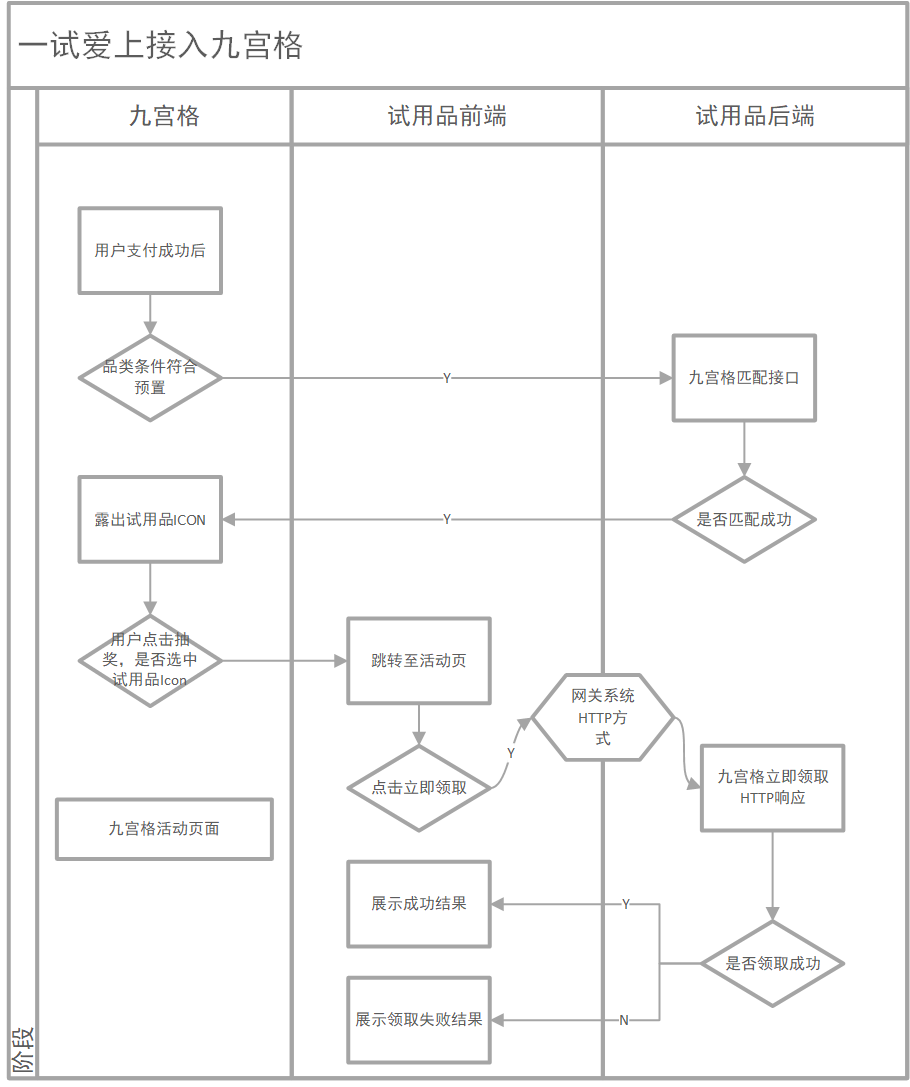 一试爱上接入九宫格
九宫格
试用品前端
试用品后端
用户支付成功后
品类条件符合
预置
Y
九宫格匹配接口
露出试用品ICON
Y
是否匹配成功
用户点击抽
奖，是否选中
试用品Icon
跳转至活动页
网关系统
HTTP方
式
Y
点击立即领取
九宫格立即领取
HTTP响应
九宫格活动页面
展示成功结果
Y
是否领取成功
展示领取失败结果
N
阶段